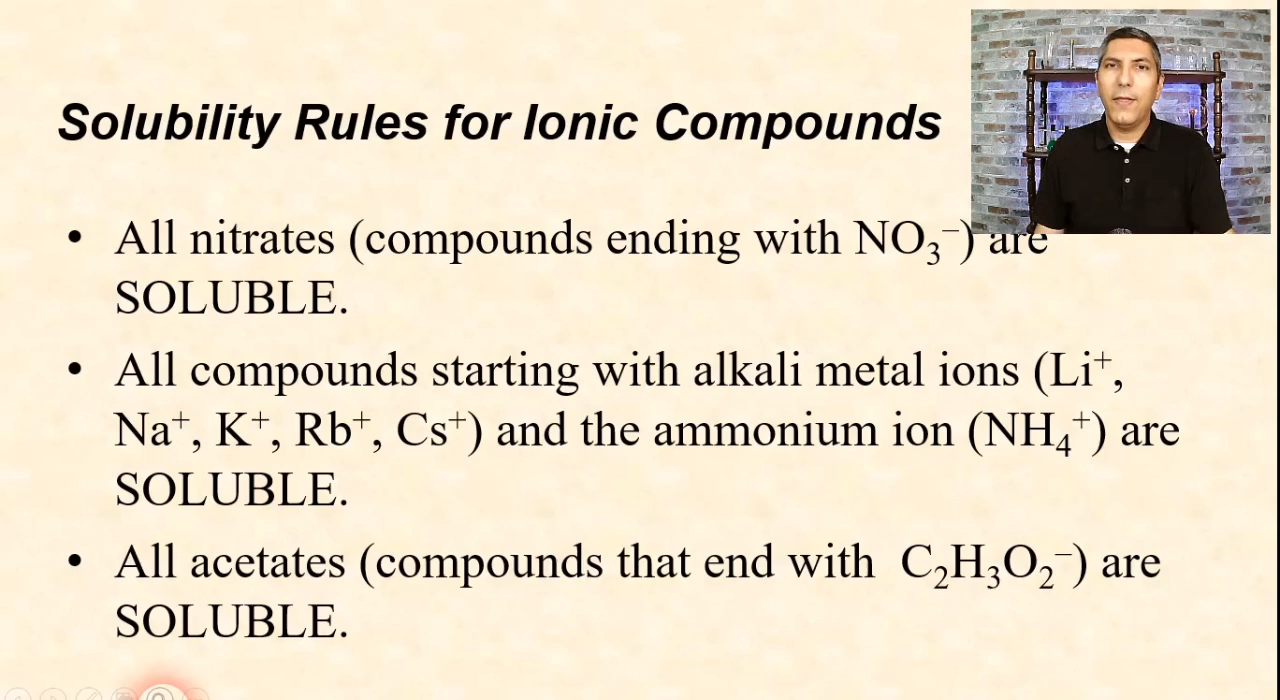 Solubility Rules for Ionic Compounds
• All nitrates (compounds ending with NO₃⁻) are
SOLUBLE.
• All compounds starting with alkali metal ions (Li⁺,
Na⁺, K⁺, Rb⁺, Cs⁺) and the ammonium ion (NH₄⁺) are
SOLUBLE.
• All acetates (compounds that end with C₂H₃O₂⁻) are
SOLUBLE.